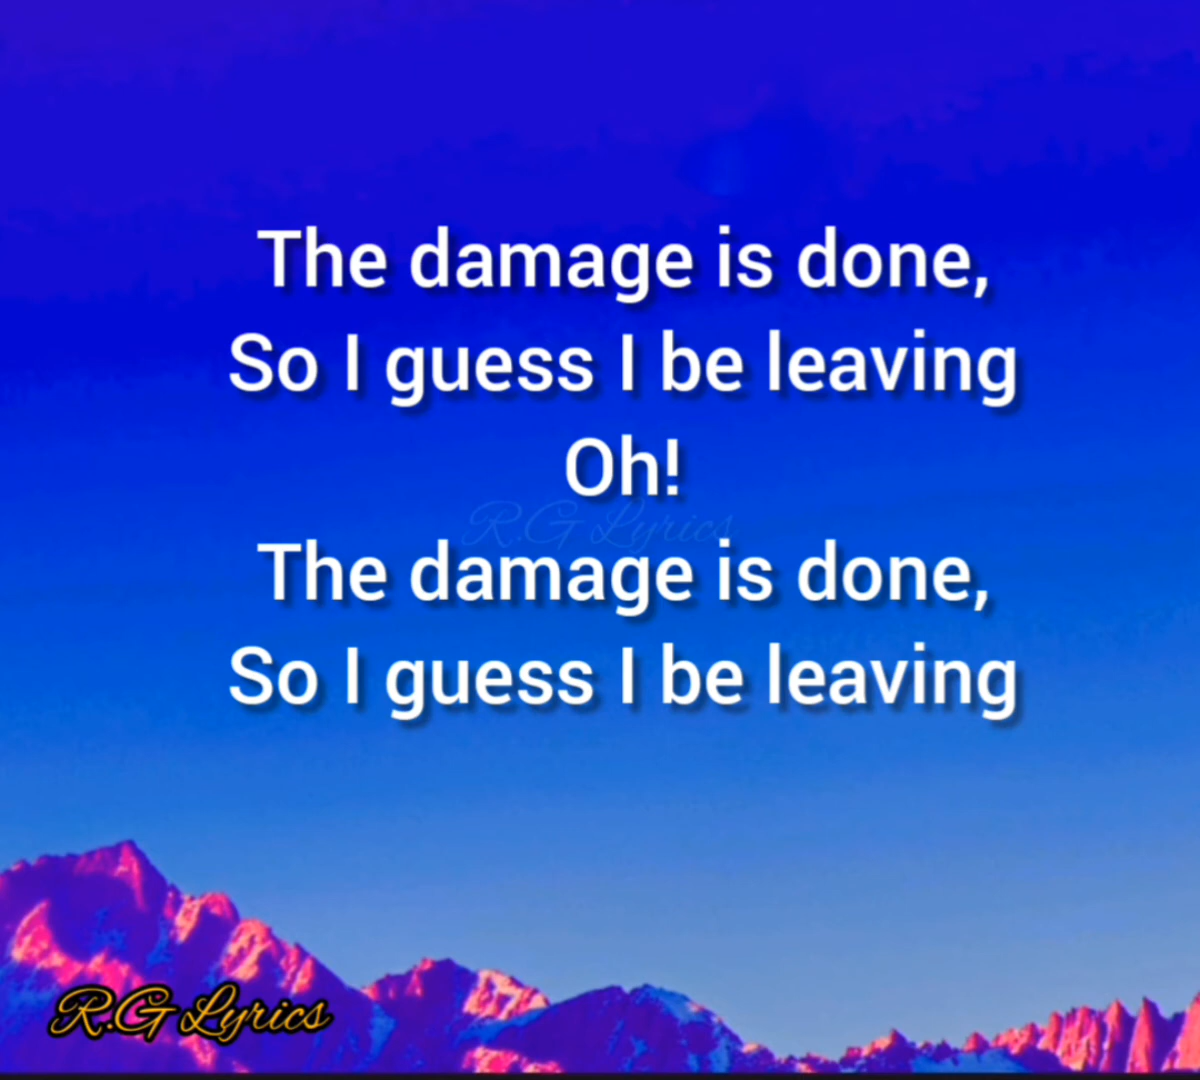 The damage is done,
So I guess I be leaving
Oh!
R.G Lyrics
The damage is done,
So I guess I be leaving
R.G Lyrics